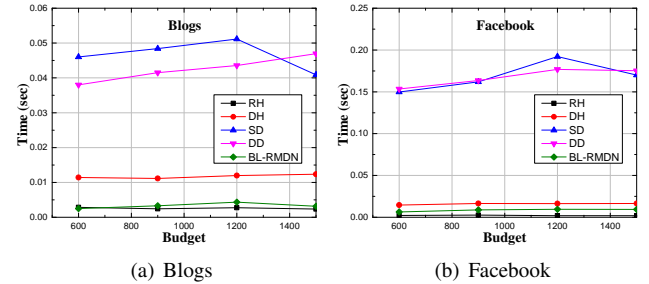 Blogs
0.06
0.05
0.04
0.03
0.02
0.01
0.00
Time (sec)
600
800
1000
1200
1400
Budget
RH
DH
SD
DD
BL-RMDN
(a) Blogs
Facebook
0.25
0.20
0.15
0.10
0.05
0.00
Time (sec)
600
800
1000
1200
1400
Budget
RH
DH
SD
DD
BL-RMDN
(b) Facebook